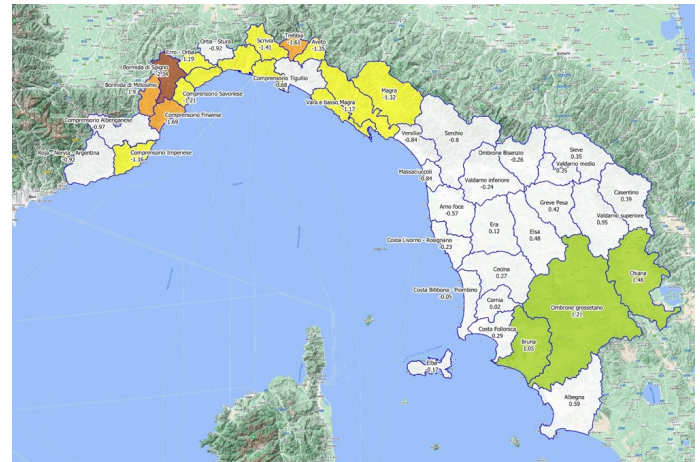 Trebbia
-1.61
Orba - Stura
-0.92
Scrivia
-1.41
Aveto
-1.35
Erro - Orba
-1.19
Bormida di Spigno
Bormida di Millesimo
-1.9
Comprensorio Tigullio
-0.68
Comprensorio Savonese
-1.21
Magra
-1.32
Vara e basso Magra
-1.17
Comprensorio Finalese
-1.69
Comprensorio Albenganese
-0.97
Roja - Nervia - Argentina
-0.92
Comprensorio Imperiese
-1.16
Versilia
-0.84
Serchio
-0.8
Ombrone Bisenzio
-0.26
Sieve
0.35
Valdarno medio
0.35
Massaciuccoli
-0.84
Valdarno inferiore
-0.24
Casentino
0.39
Arno foce
-0.57
Greve Pesa
0.42
Valdarno superiore
0.95
Era
0.12
Elsa
0.48
Costa Livorno - Rosignano
-0.23
Cecina
0.27
Chiana
1.48
Costa Bibbona - Piombino
-0.05
Cornia
0.02
Ombrone grossetano
1.21
Costa Follonica
0.29
Bruna
1.05
Elba
-0.17
Albegna
0.59